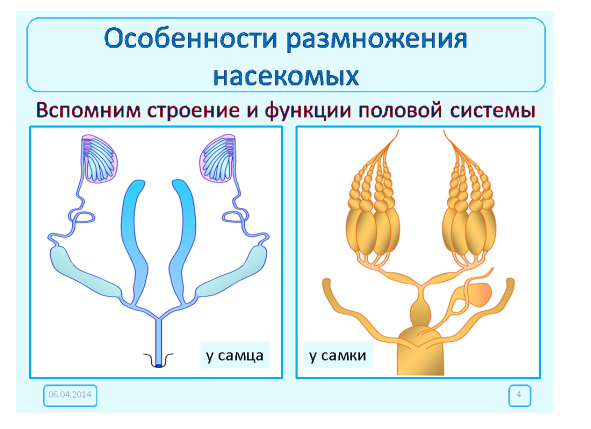 Особенности размножения
насекомых
Вспомним строение и функции половой системы
у самца
у самки
06.04.2014
4